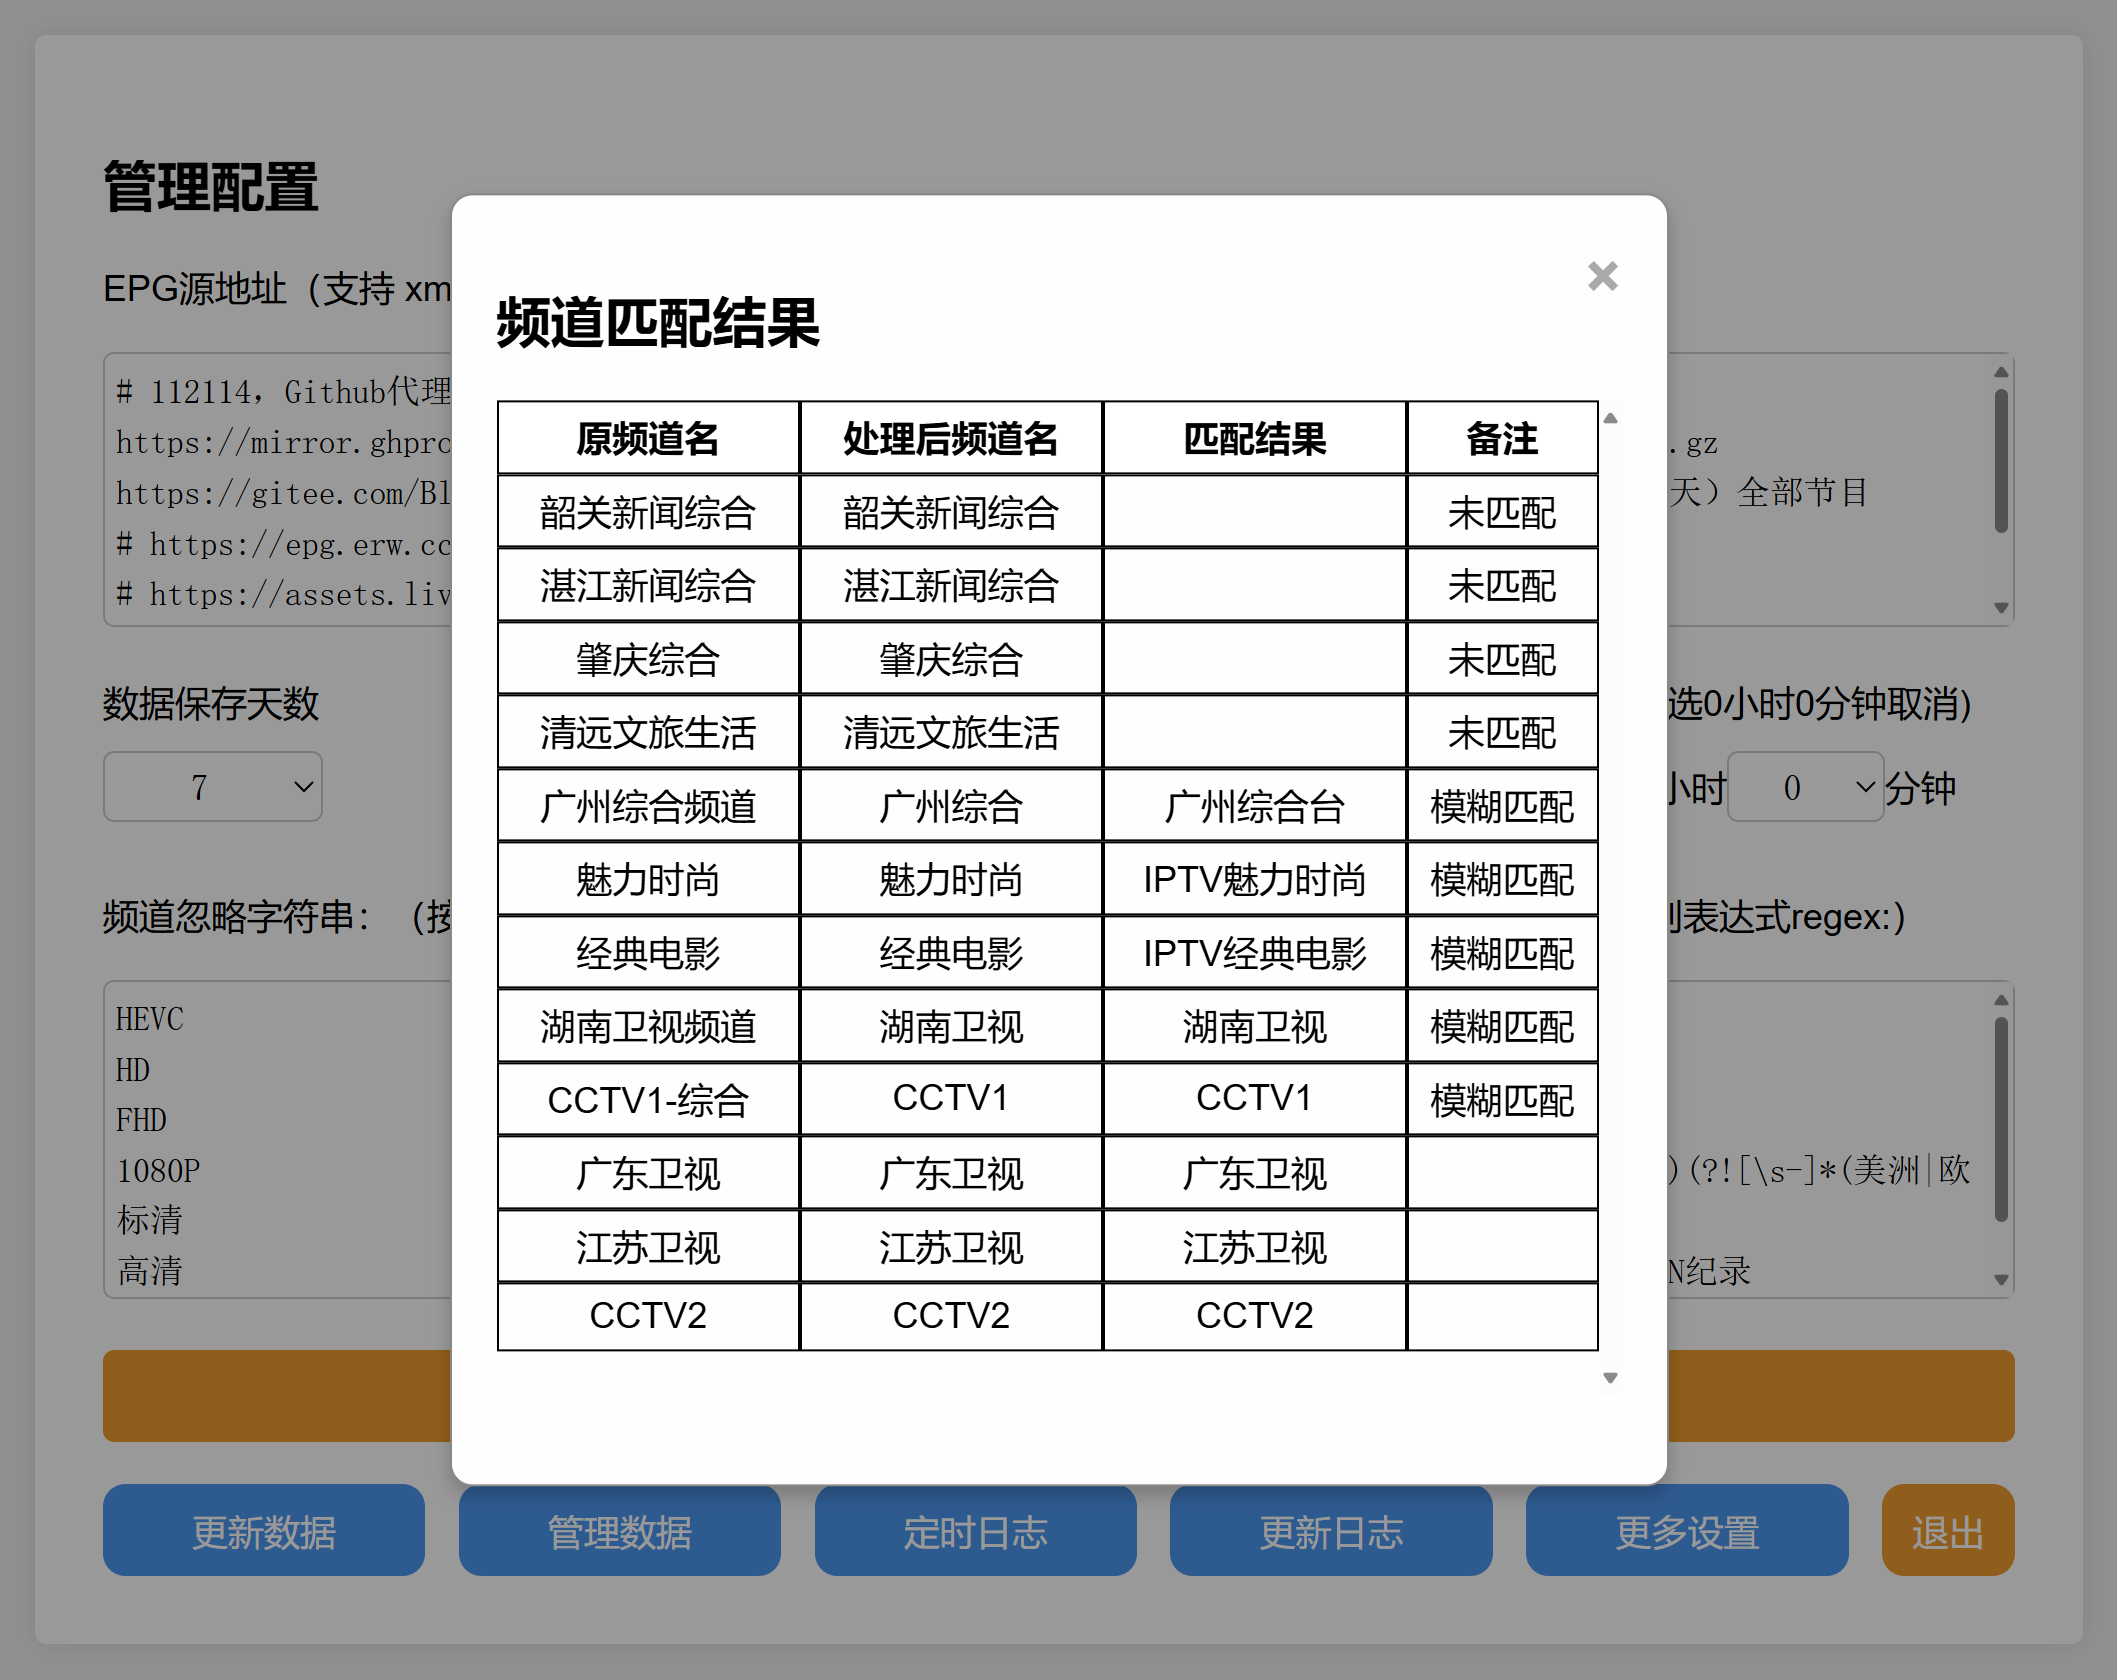 管理配置
EPG源地址（支持 xm
# 112114，Github代理
https://mirror.ghpro
.gz
https://gitee.com/Bl
天）全部节目
# https://epg.erw.cc
# https://assets.liv
数据保存天数
选0小时0分钟取消)
7
小时 0 分钟
频道忽略字符串：（按
则表达式regex:）
HEVC
HD
FHD
1080P
)(?![\s-]*(美洲|欧
标清
高清
N纪录
×
频道匹配结果
原频道名 处理后频道名 匹配结果 备注
韶关新闻综合 韶关新闻综合 未匹配
湛江新闻综合 湛江新闻综合 未匹配
肇庆综合 肇庆综合 未匹配
清远文旅生活 清远文旅生活 未匹配
广州综合频道 广州综合 广州综合台 模糊匹配
魅力时尚 魅力时尚 IPTV魅力时尚 模糊匹配
经典电影 经典电影 IPTV经典电影 模糊匹配
湖南卫视频道 湖南卫视 湖南卫视 模糊匹配
CCTV1-综合 CCTV1 CCTV1 模糊匹配
广东卫视 广东卫视 广东卫视
江苏卫视 江苏卫视 江苏卫视
CCTV2 CCTV2 CCTV2
更新数据 管理数据 定时日志 更新日志 更多设置 退出